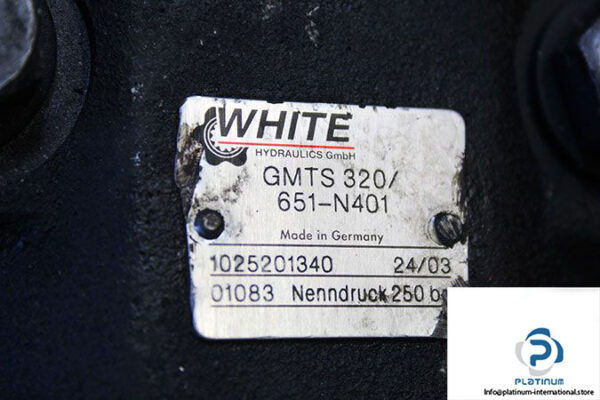 WHITE
HYDRAULICS GmbH
GMTS 320/
651-N401
Made in Germany
1025201340 24/03
01083 Nenndruck 250
PLATINUM
info@platinum-international.store